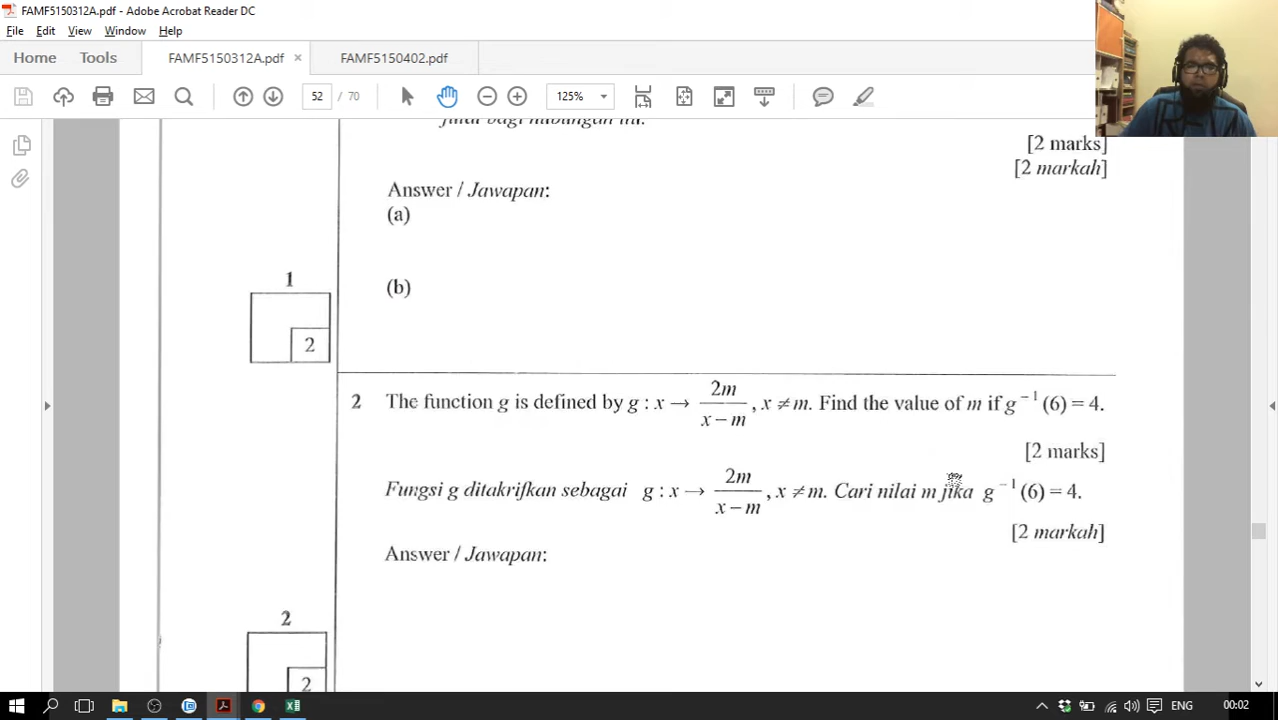 FAMF5150312A.pdf - Adobe Acrobat Reader DC
File Edit View Window Help
Home Tools FAMF5150312A.pdf × FAMF5150402.pdf
52 / 70 125%
[2 marks]
[2 markah]
Answer / Jawapan:
(a)
1
(b)
2
2 The function g is defined by g : x → 2m/(x – m), x ≠ m. Find the value of m if g⁻¹(6) = 4.
[2 marks]
Fungsi g ditakrifkan sebagai g : x → 2m/(x – m), x ≠ m. Cari nilai m jika g⁻¹(6) = 4.
[2 markah]
Answer / Jawapan:
2
2
ENG 00:02